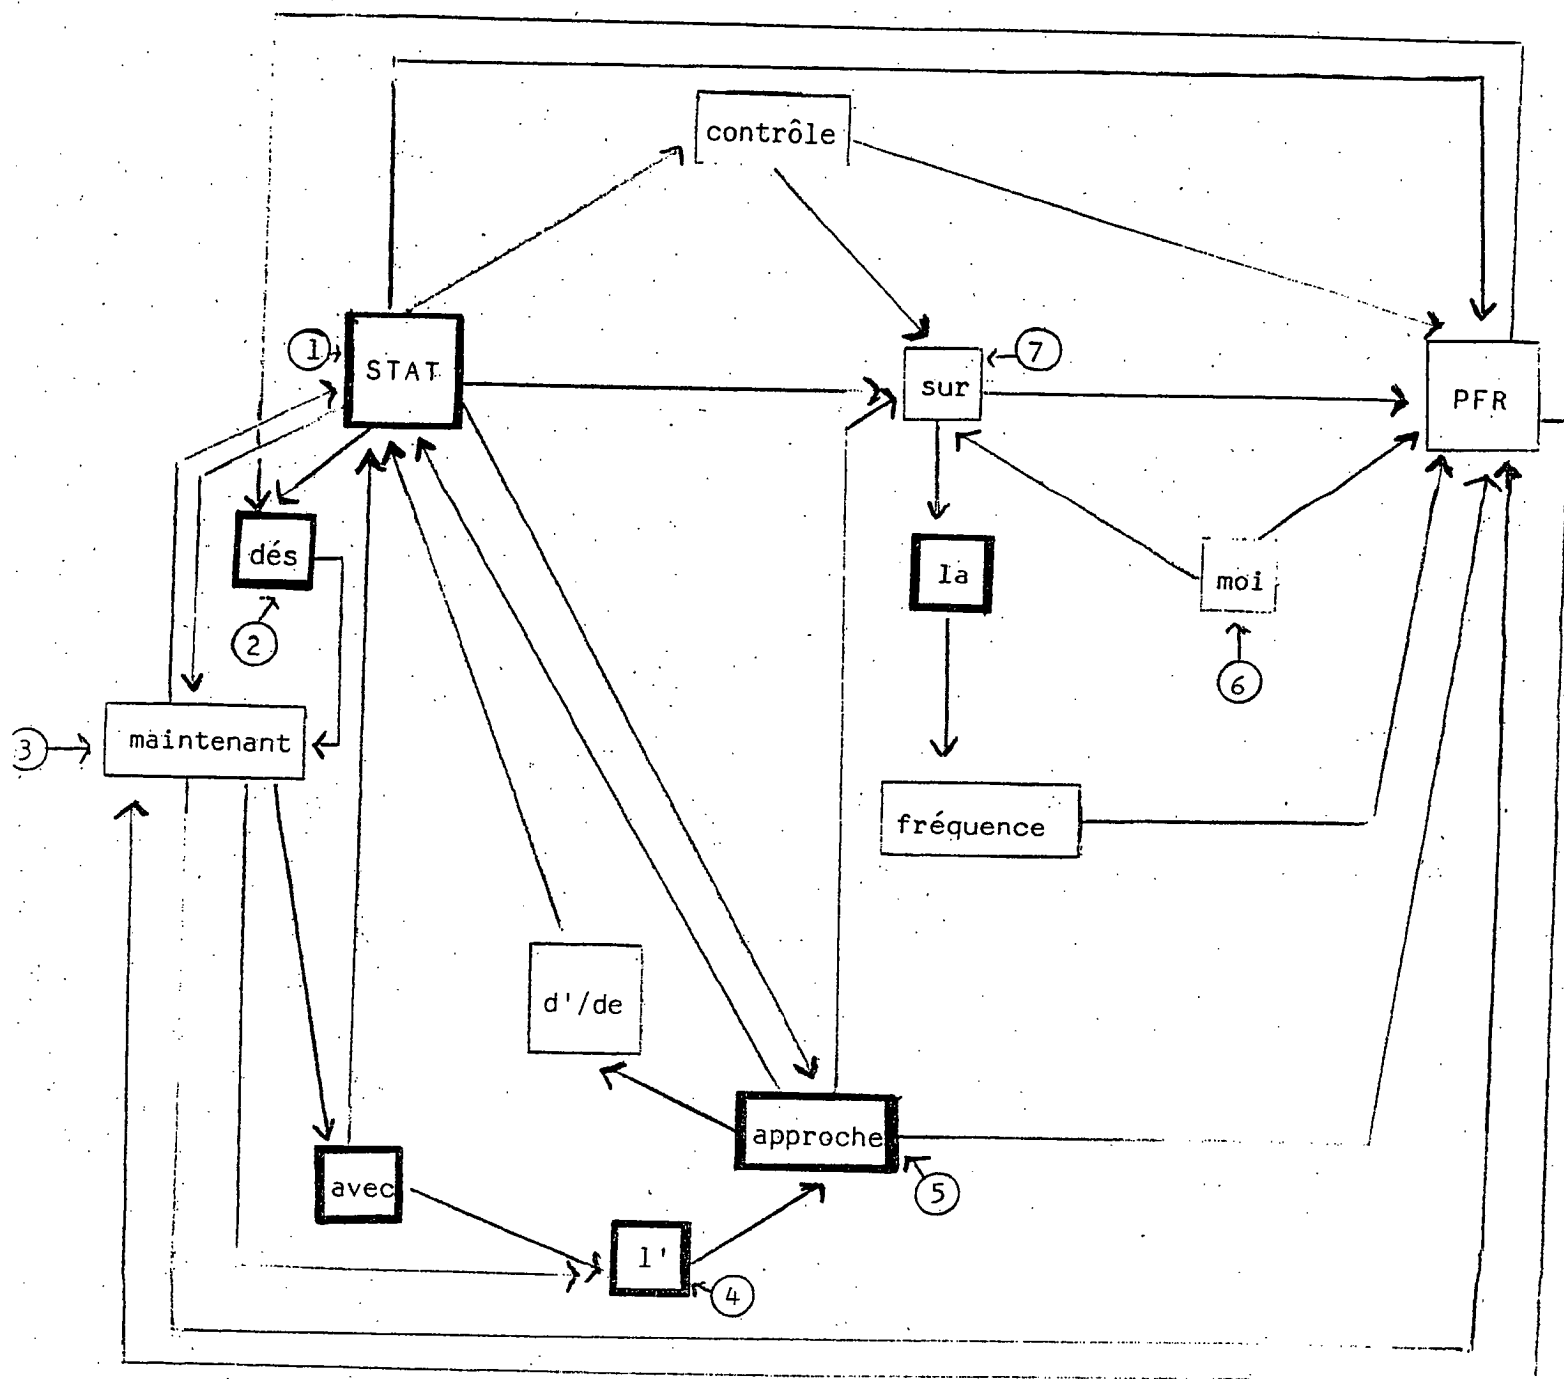 contrôle
1
STAT
sur
7
PFR
dés
2
la
moi
6
3
maintenant
fréquence
d'/de
approche
5
avec
l'
4